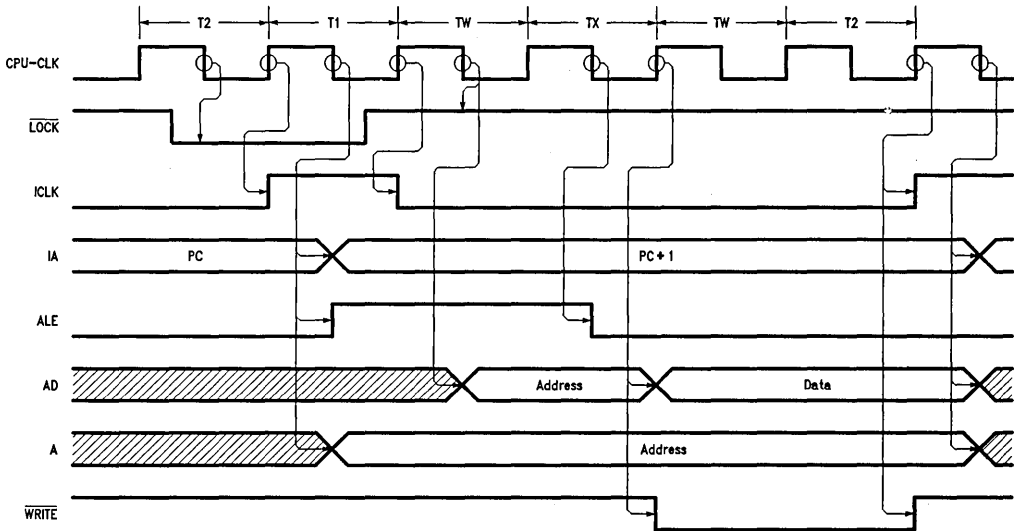 T2 T1 TW TX TW T2
CPU-CLK
LOCK
ICLK
IA PC PC + 1
ALE
AD Address Data
A Address
WRITE